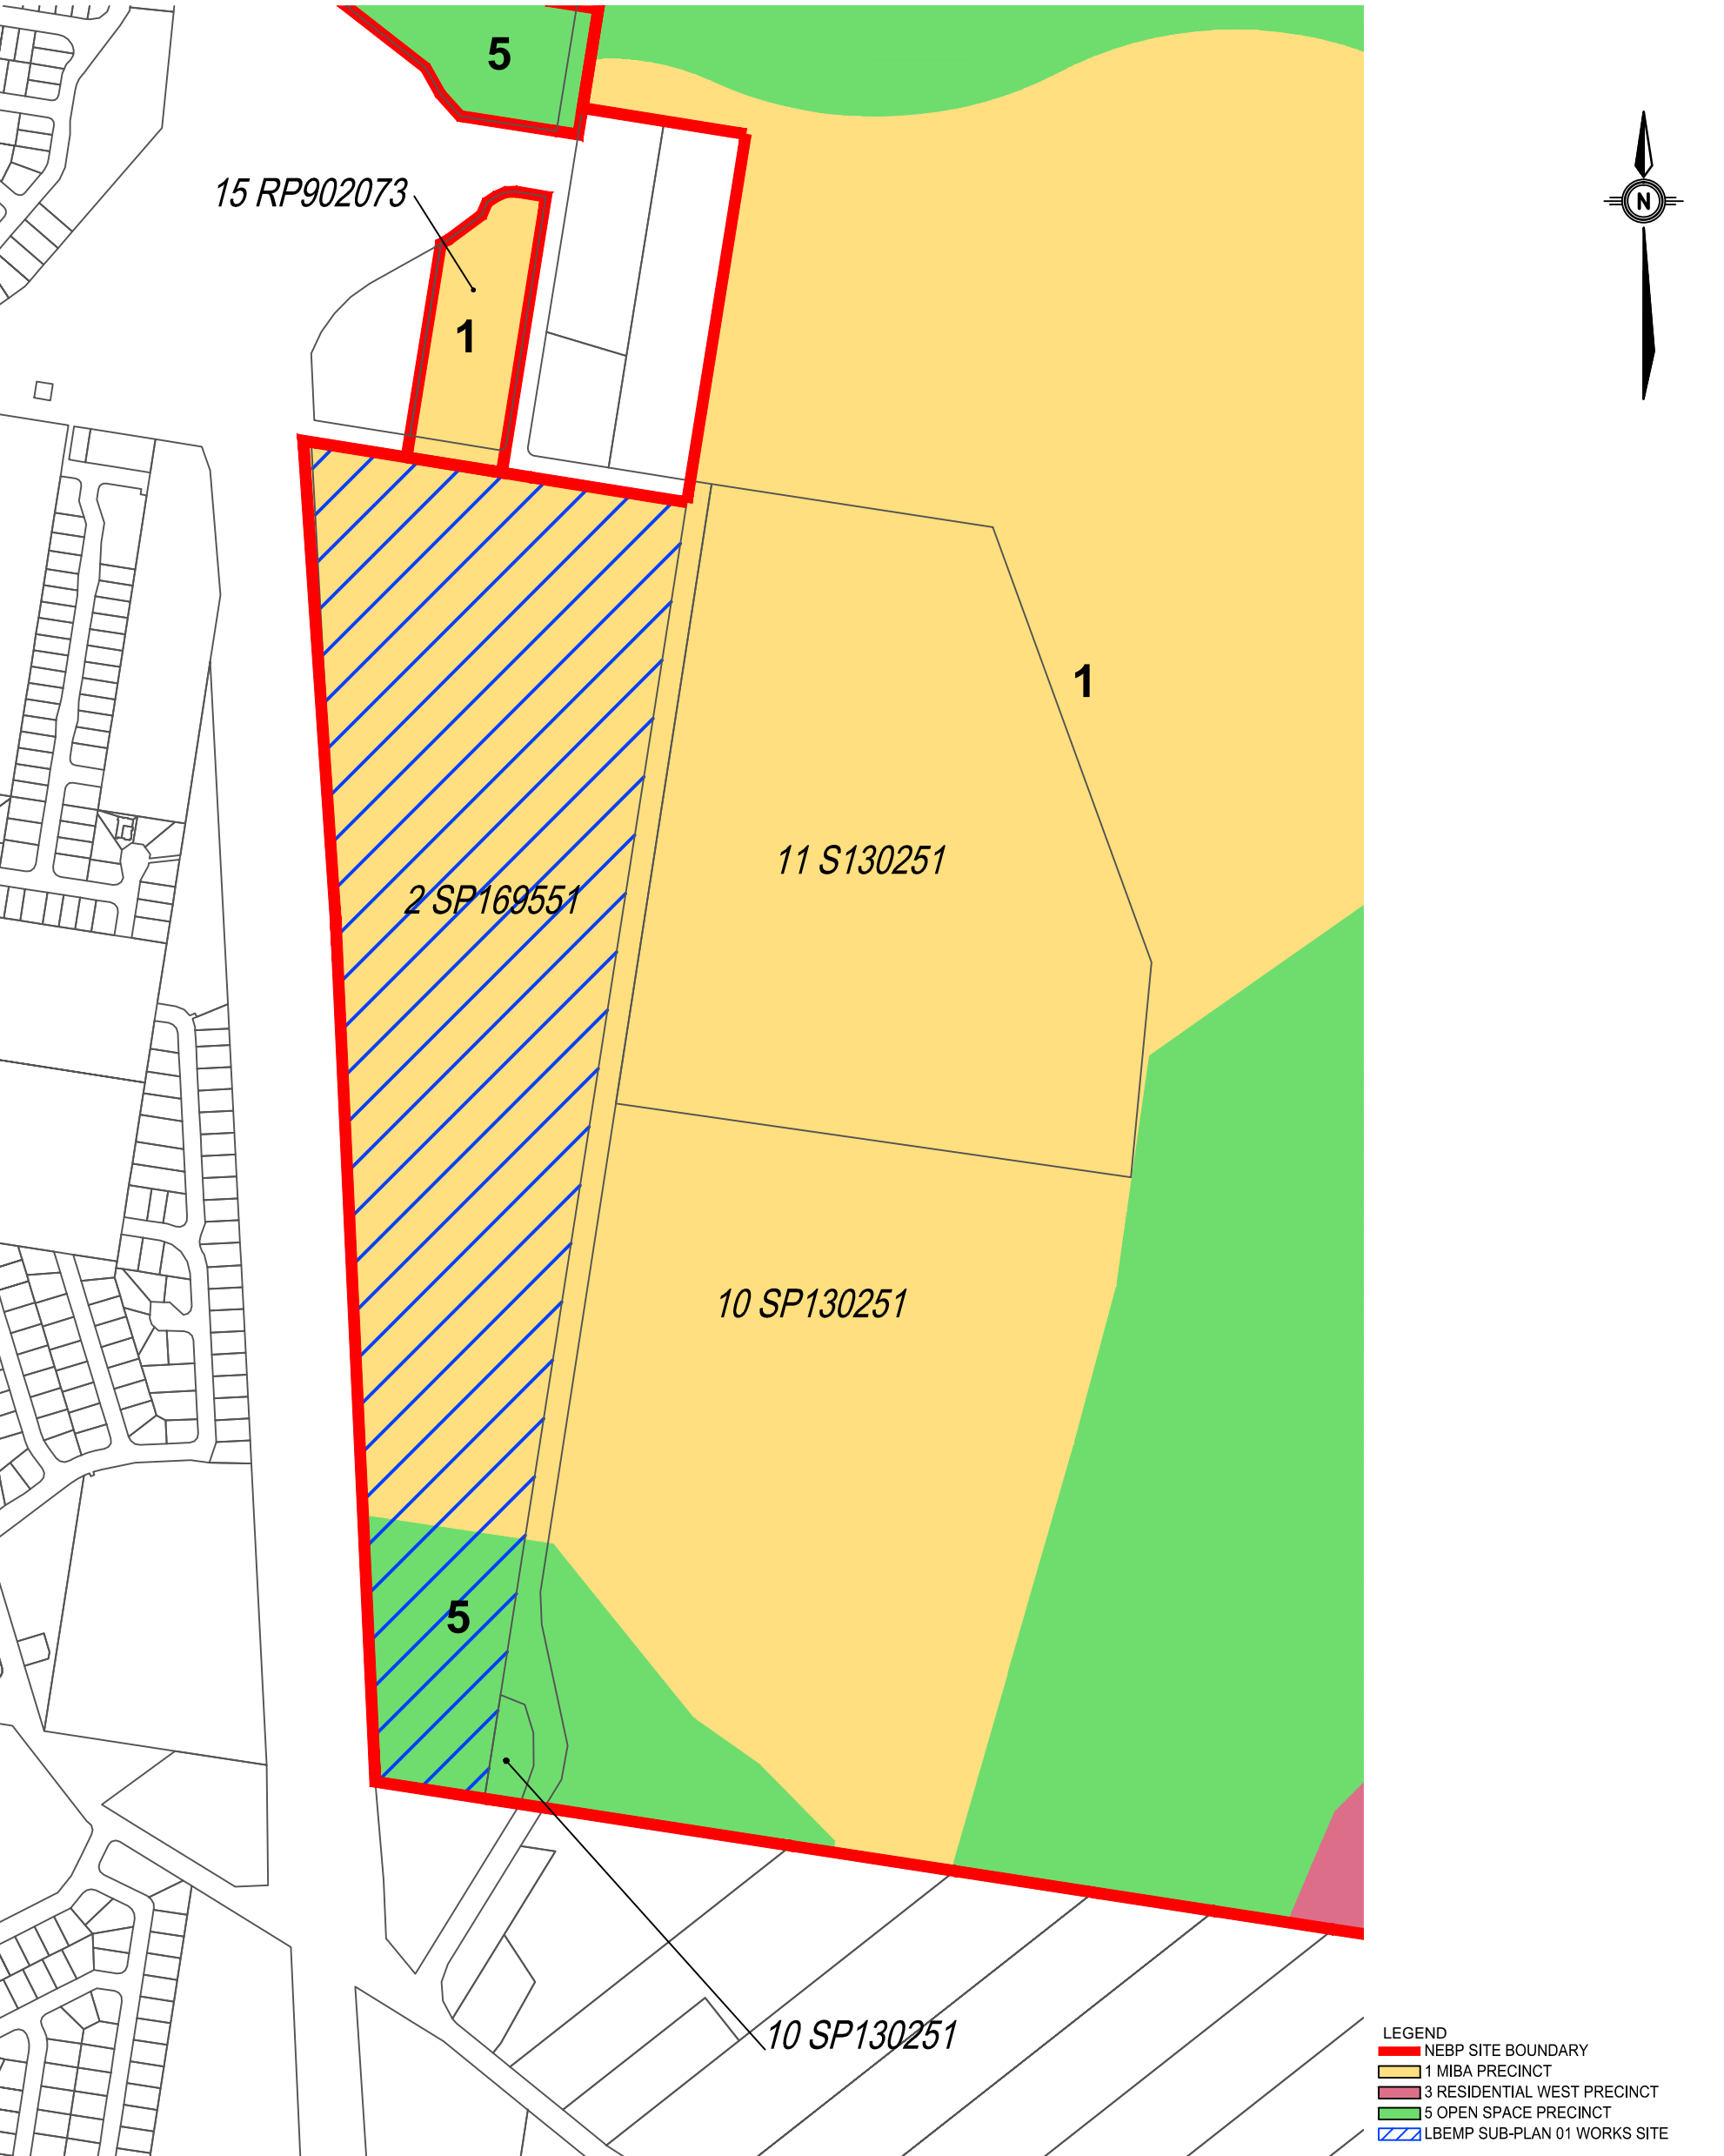 5
N
15 RP902073
1
1
11 S130251
2 SP169551
10 SP130251
5
10 SP130251
LEGEND
NEBP SITE BOUNDARY
1 MIBA PRECINCT
3 RESIDENTIAL WEST PRECINCT
5 OPEN SPACE PRECINCT
LBEMP SUB-PLAN 01 WORKS SITE